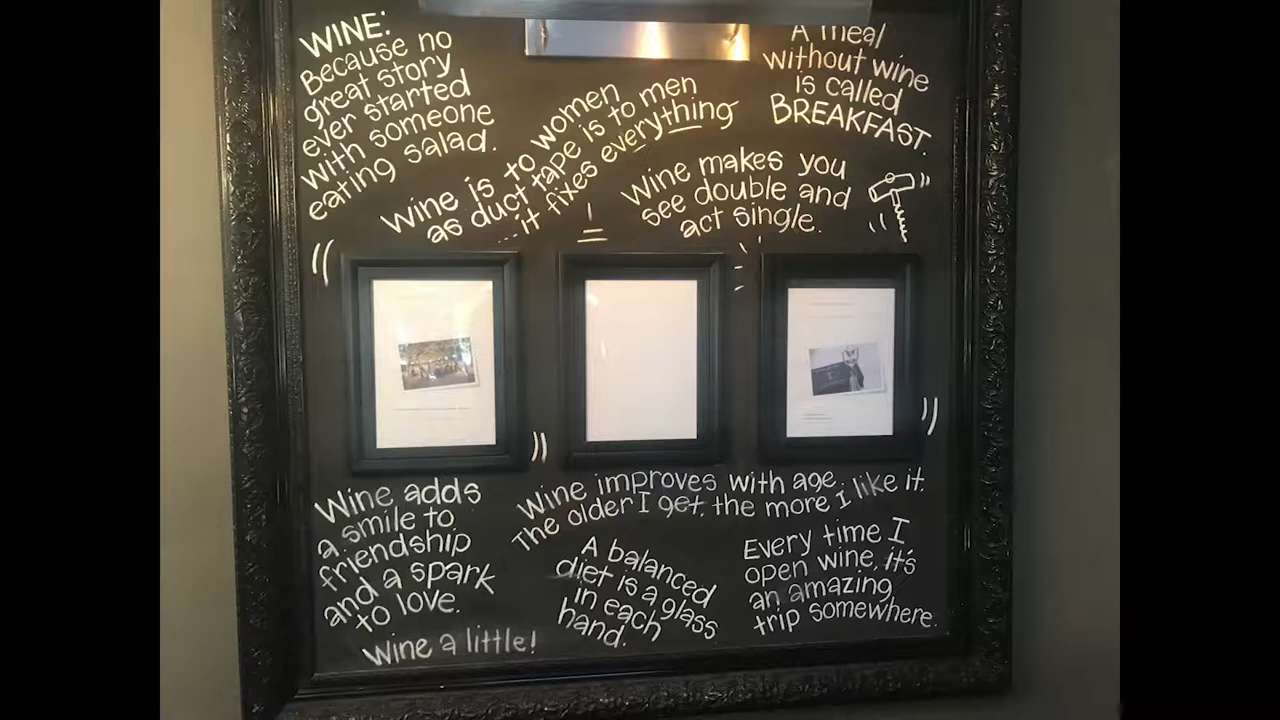 WINE:
Because no
great story
ever started
with someone
eating salad.
Wine is to women
as duct tape is to men
...it fixes everything
A meal
without wine
is called
BREAKFAST.
Wine makes you
see double and
act single.
Wine adds
a smile to
friendship
and a spark
to love.
Wine a little!
Wine improves with age.
The older I get, the more I like it.
A balanced
diet is a glass
in each
hand.
Every time I
open wine, it's
an amazing
trip somewhere.